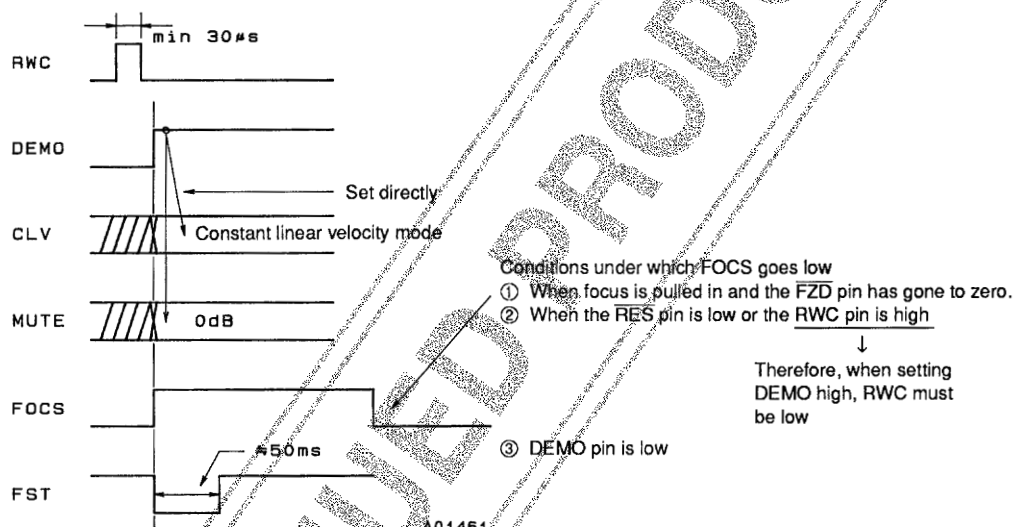 min 30µs
RWC
DEMO
Set directly
CLV
Constant linear velocity mode
Conditions under which FOCS goes low
① When focus is pulled in and the F̅Z̅D̅ pin has gone to zero.
② When the R̅E̅S̅ pin is low or the RWC pin is high
MUTE
0dB
↓
Therefore, when setting
DEMO high, RWC must
be low
FOCS
③ DEMO pin is low
≒50ms
FST
A01461
UED PRODU